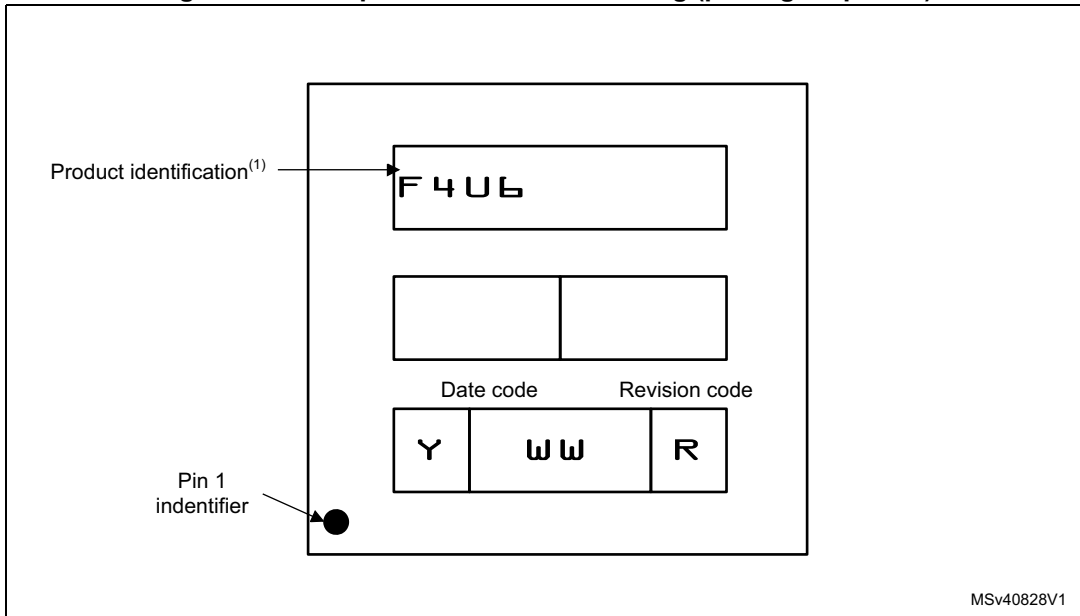 Product identification(1)
F4U6
Date code Revision code
Y WW R
Pin 1
indentifier
MSv40828V1